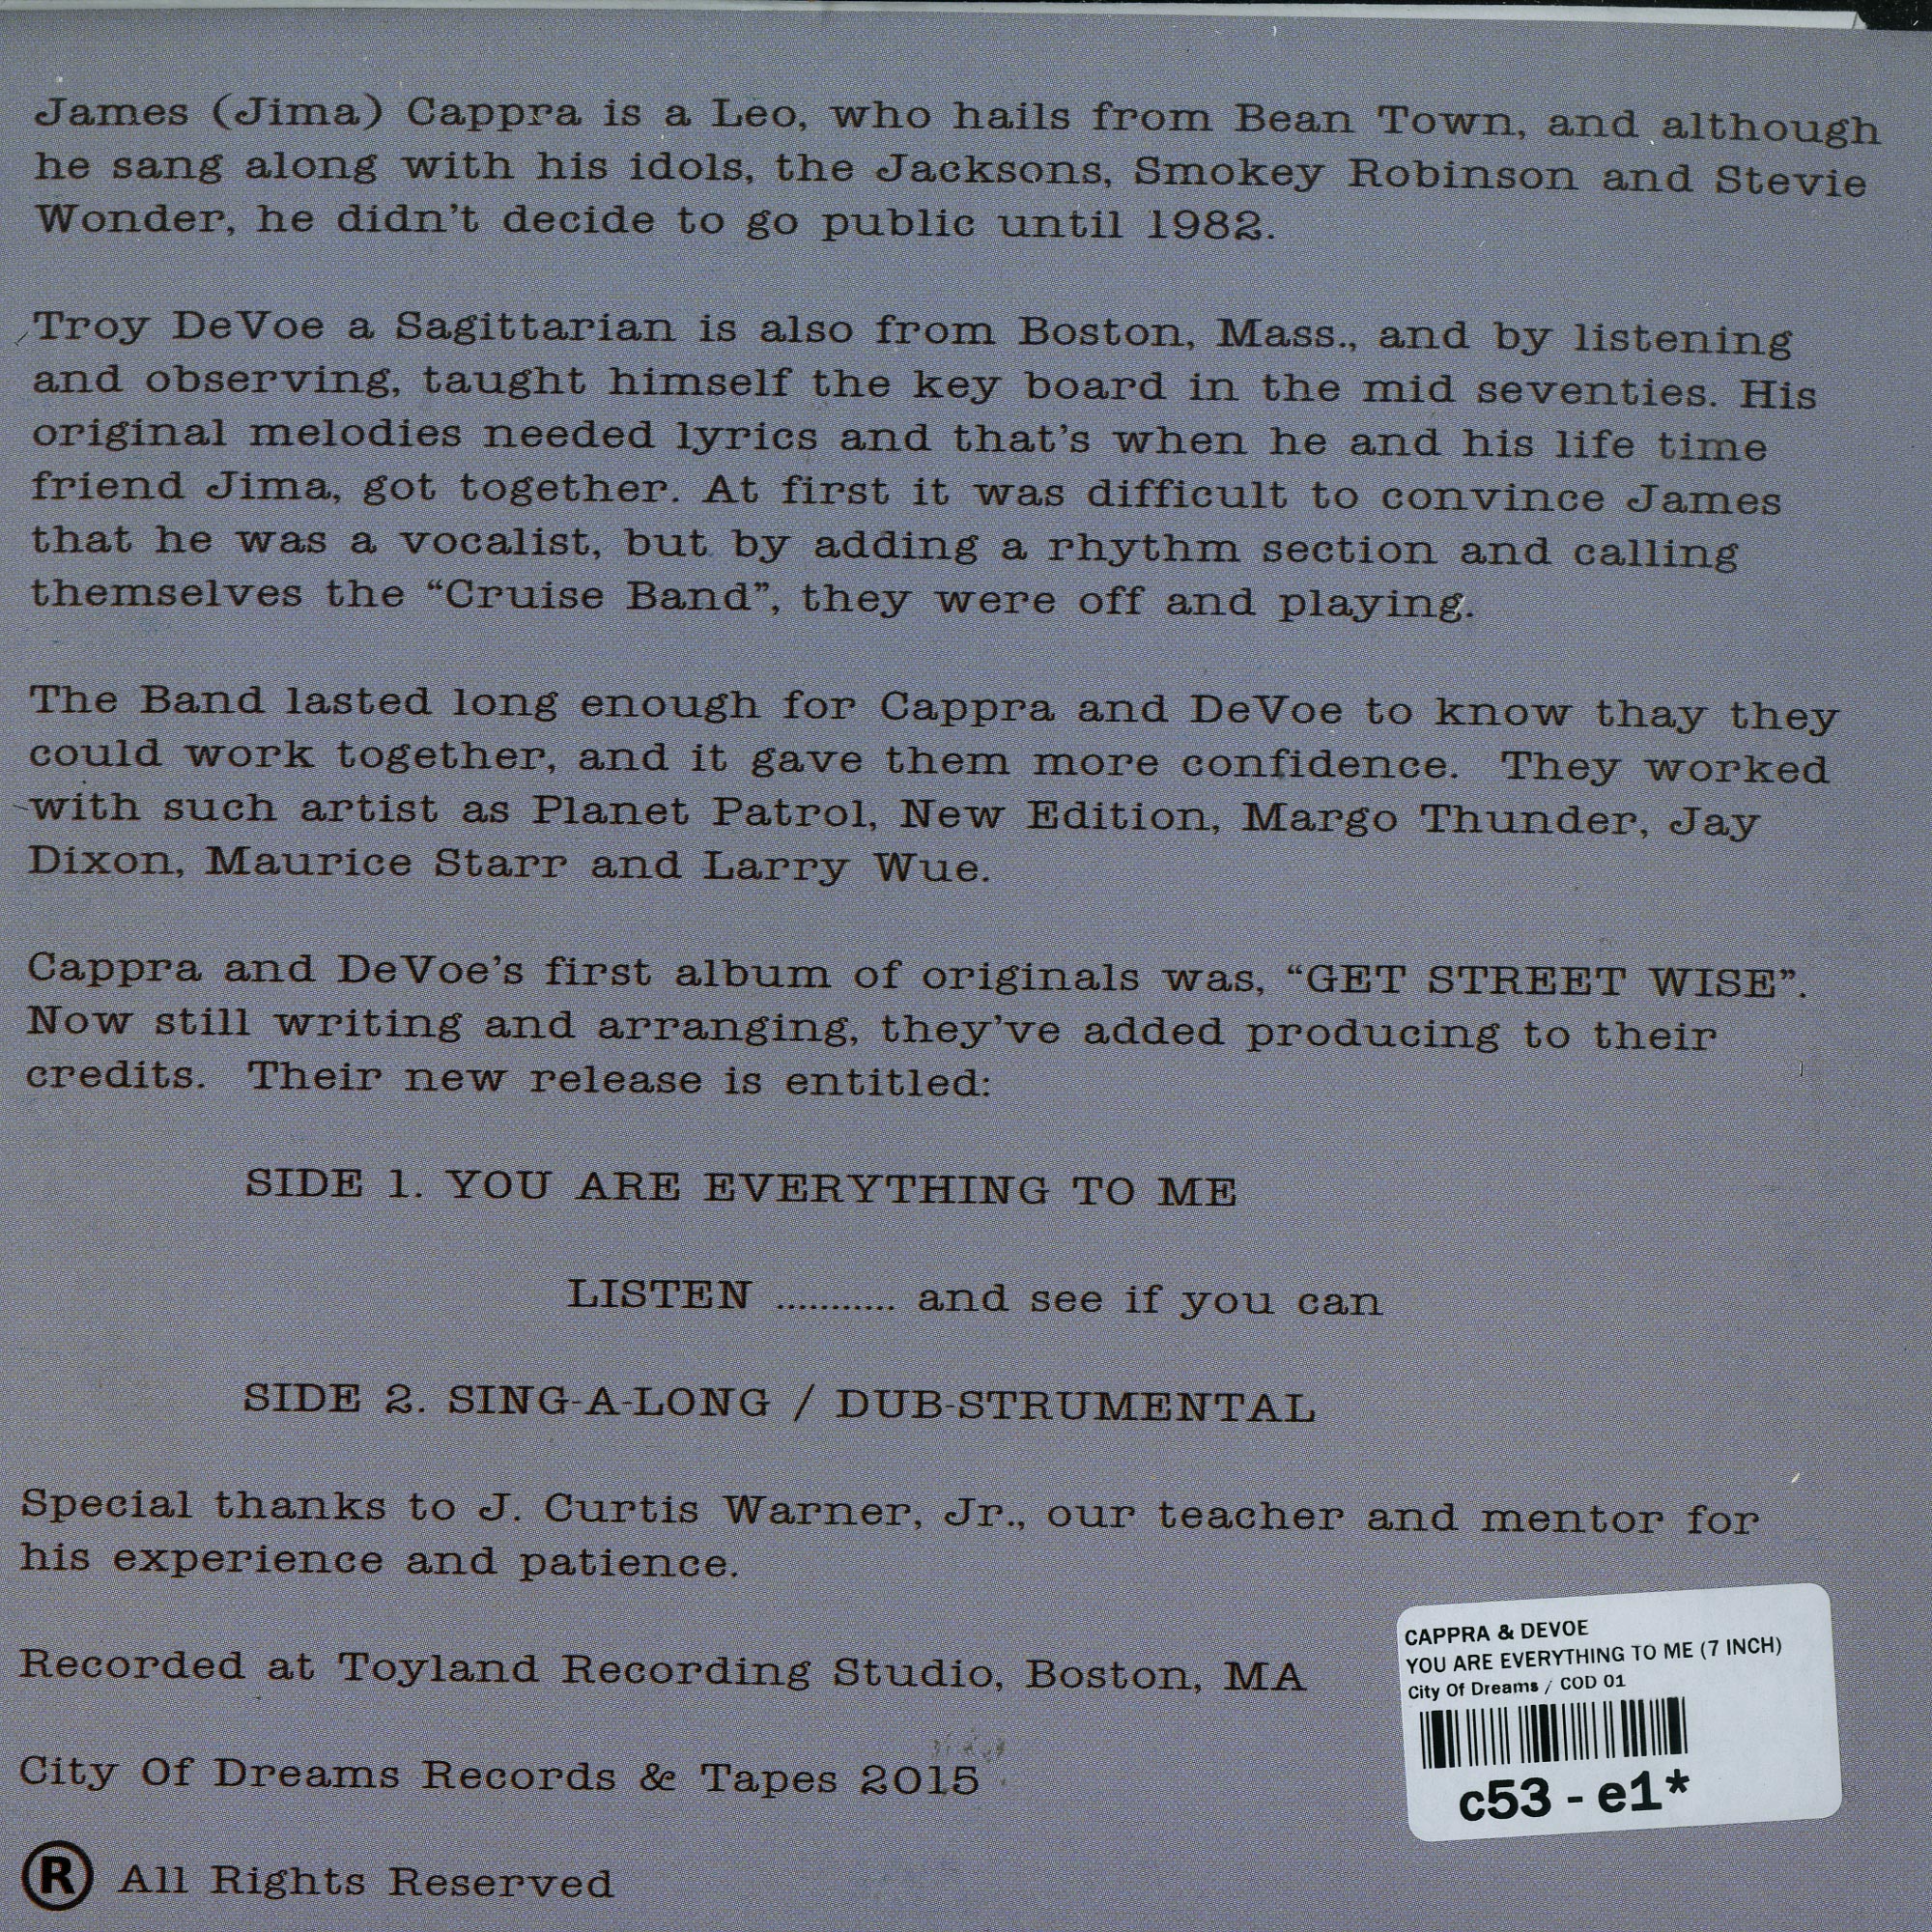 James (Jima) Cappra is a Leo, who hails from Bean Town, and although
he sang along with his idols, the Jacksons, Smokey Robinson and Stevie
Wonder, he didn't decide to go public until 1982.
Troy DeVoe a Sagittarian is also from Boston, Mass., and by listening
and observing, taught himself the key board in the mid seventies. His
original melodies needed lyrics and that's when he and his life time
friend Jima, got together. At first it was difficult to convince James
that he was a vocalist, but by adding a rhythm section and calling
themselves the “Cruise Band”, they were off and playing.
The Band lasted long enough for Cappra and DeVoe to know thay they
could work together, and it gave them more confidence.  They worked
with such artist as Planet Patrol, New Edition, Margo Thunder, Jay
Dixon, Maurice Starr and Larry Wue.
Cappra and DeVoe's first album of originals was, “GET STREET WISE”.
Now still writing and arranging, they've added producing to their
credits.  Their new release is entitled:
SIDE 1. YOU ARE EVERYTHING TO ME
LISTEN ........... and see if you can
SIDE 2. SING-A-LONG / DUB-STRUMENTAL
Special thanks to J. Curtis Warner, Jr., our teacher and mentor for
his experience and patience.
Recorded at Toyland Recording Studio, Boston, MA
City Of Dreams Records & Tapes 2015
® All Rights Reserved
CAPPRA & DEVOE
YOU ARE EVERYTHING TO ME (7 INCH)
City Of Dreams / COD 01
c53 - e1*